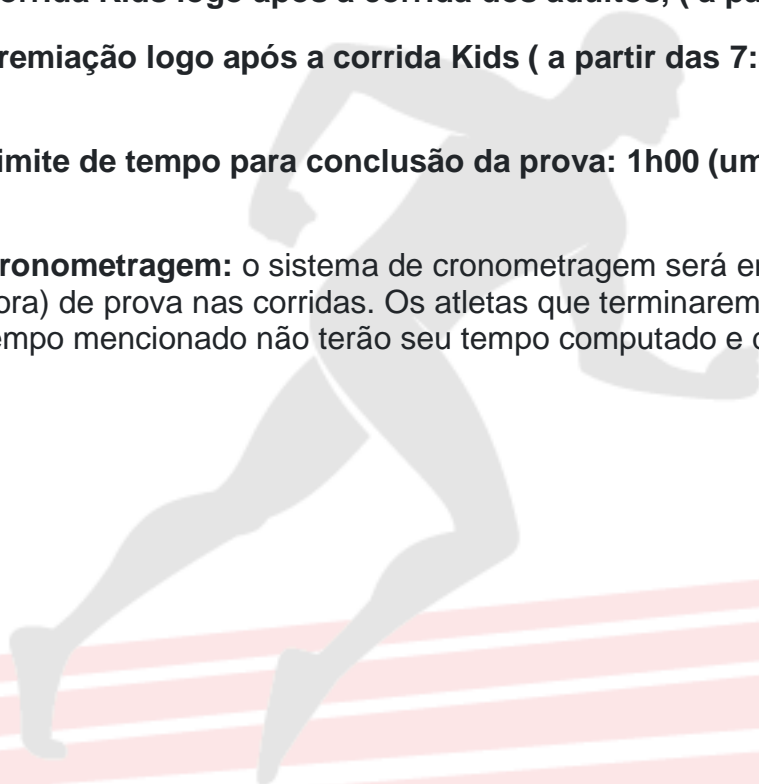 orrida Kids logo após a corrida dos adultos, ( a pa
remiação logo após a corrida Kids ( a partir das 7:
imite de tempo para conclusão da prova: 1h00 (um
ronometragem: o sistema de cronometragem será e
ora) de prova nas corridas. Os atletas que terminarem
empo mencionado não terão seu tempo computado e